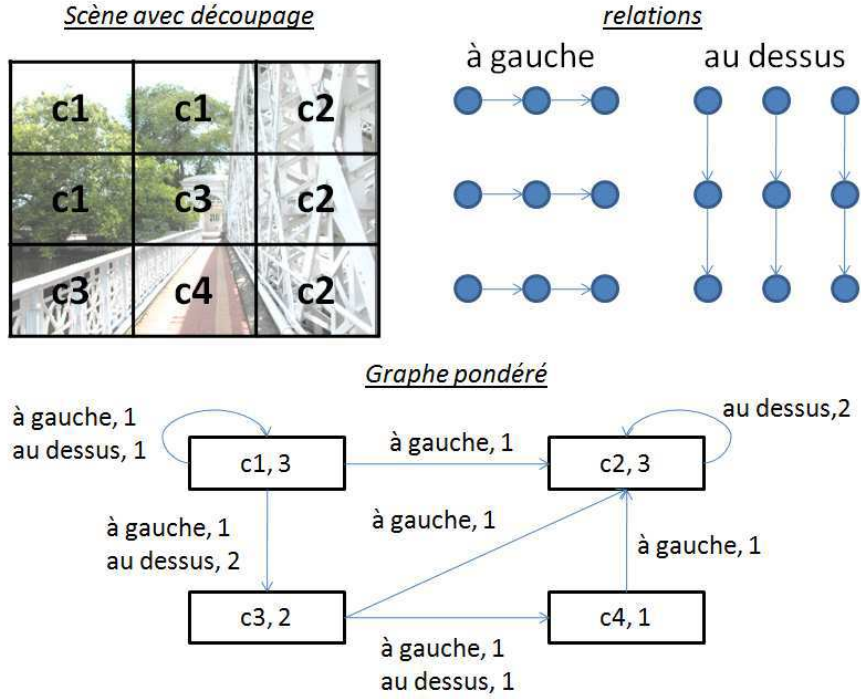 Scène avec découpage
relations
à gauche
au dessus
c1 c1 c2
c1 c3 c2
c3 c4 c2
Graphe pondéré
à gauche, 1
au dessus, 1
c1, 3
à gauche, 1
c2, 3
au dessus,2
à gauche, 1
au dessus, 2
à gauche, 1
à gauche, 1
c3, 2
c4, 1
à gauche, 1
au dessus, 1